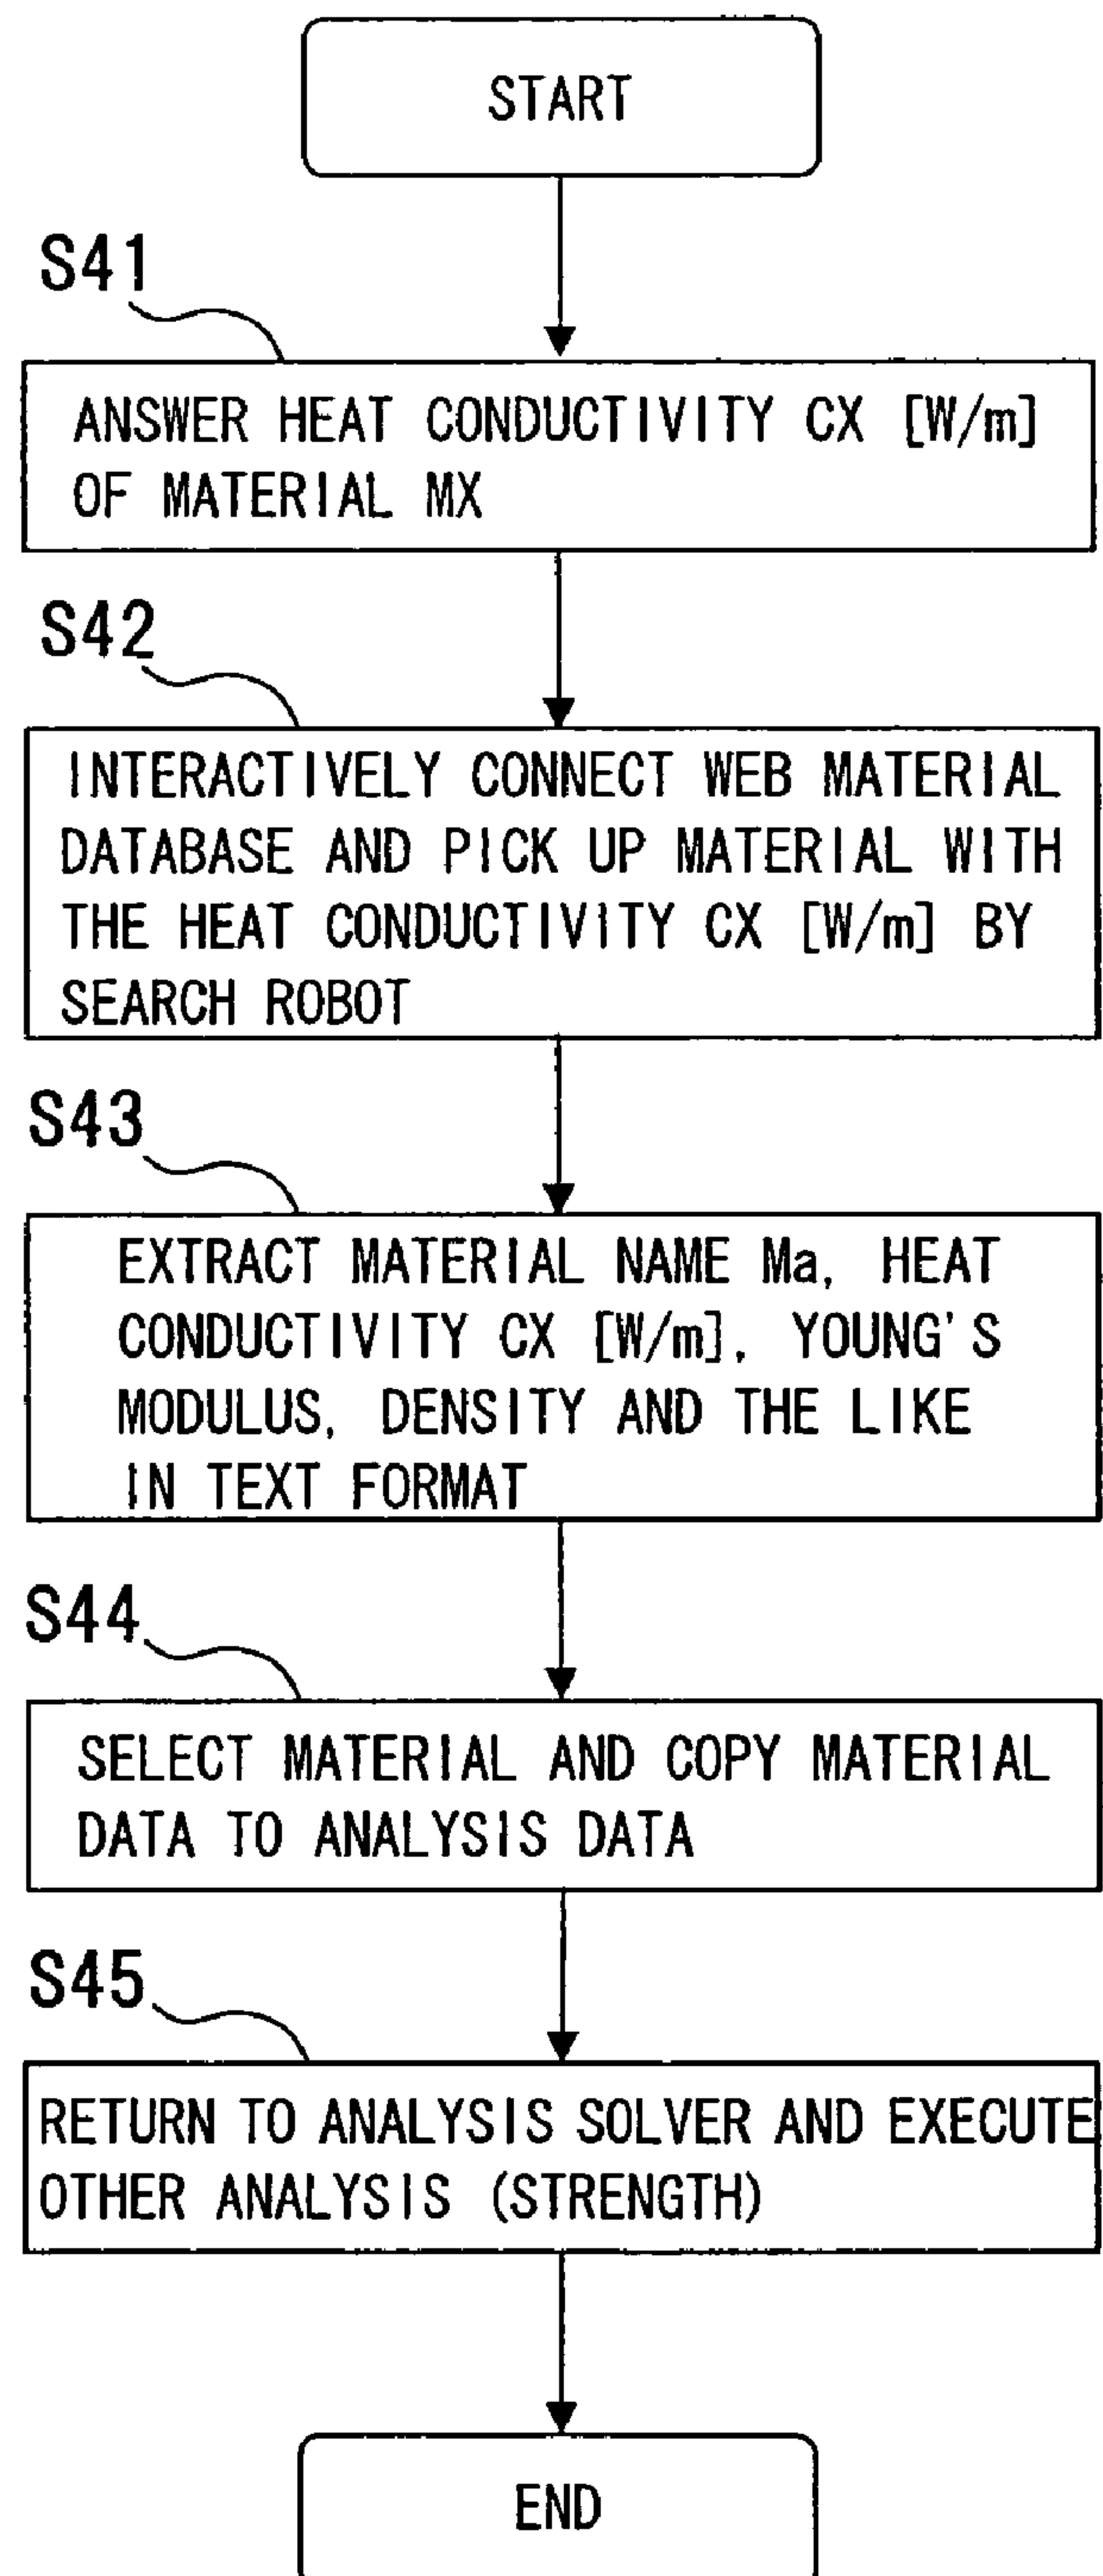 START
S41
ANSWER HEAT CONDUCTIVITY CX [W/m]
OF MATERIAL MX
S42
INTERACTIVELY CONNECT WEB MATERIAL
DATABASE AND PICK UP MATERIAL WITH
THE HEAT CONDUCTIVITY CX [W/m] BY
SEARCH ROBOT
S43
EXTRACT MATERIAL NAME Ma, HEAT
CONDUCTIVITY CX [W/m], YOUNG'S
MODULUS, DENSITY AND THE LIKE
IN TEXT FORMAT
S44
SELECT MATERIAL AND COPY MATERIAL
DATA TO ANALYSIS DATA
S45
RETURN TO ANALYSIS SOLVER AND EXECUTE
OTHER ANALYSIS (STRENGTH)
END